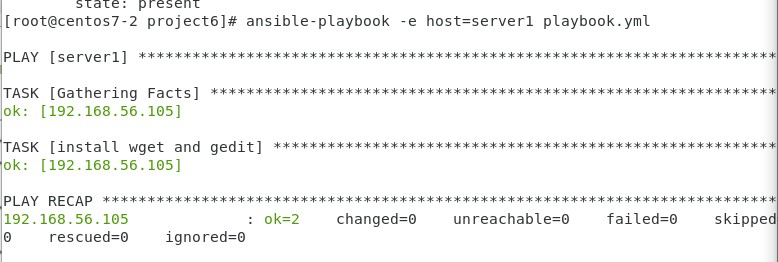 state: present
[root@centos7-2 project6]# ansible-playbook -e host=server1 playbook.yml
PLAY [server1] ***********************************************************************
TASK [Gathering Facts] ***************************************************************
ok: [192.168.56.105]
TASK [install wget and gedit] ********************************************************
ok: [192.168.56.105]
PLAY RECAP ***************************************************************************
192.168.56.105             : ok=2    changed=0    unreachable=0    failed=0    skipped
0    rescued=0    ignored=0